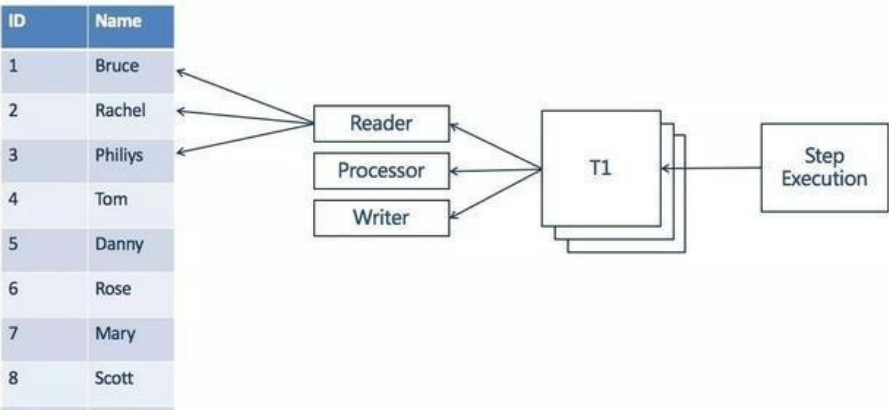 ID Name
1 Bruce
2 Rachel
3 Philiys
4 Tom
5 Danny
6 Rose
7 Mary
8 Scott
Reader
Processor
Writer
T1
Step
Execution